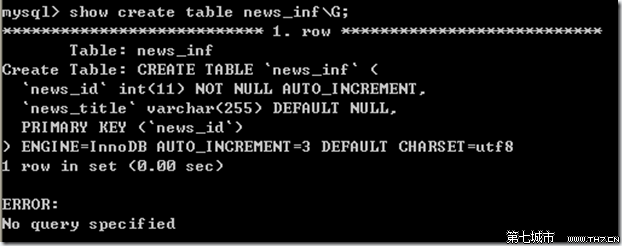 mysql> show create table news_inf\G;
*************************** 1. row ***************************
Table: news_inf
Create Table: CREATE TABLE `news_inf` (
`news_id` int(11) NOT NULL AUTO_INCREMENT,
`news_title` varchar(255) DEFAULT NULL,
PRIMARY KEY (`news_id`)
) ENGINE=InnoDB AUTO_INCREMENT=3 DEFAULT CHARSET=utf8
1 row in set (0.00 sec)
ERROR:
No query specified
第七城市 www.TH7.CN